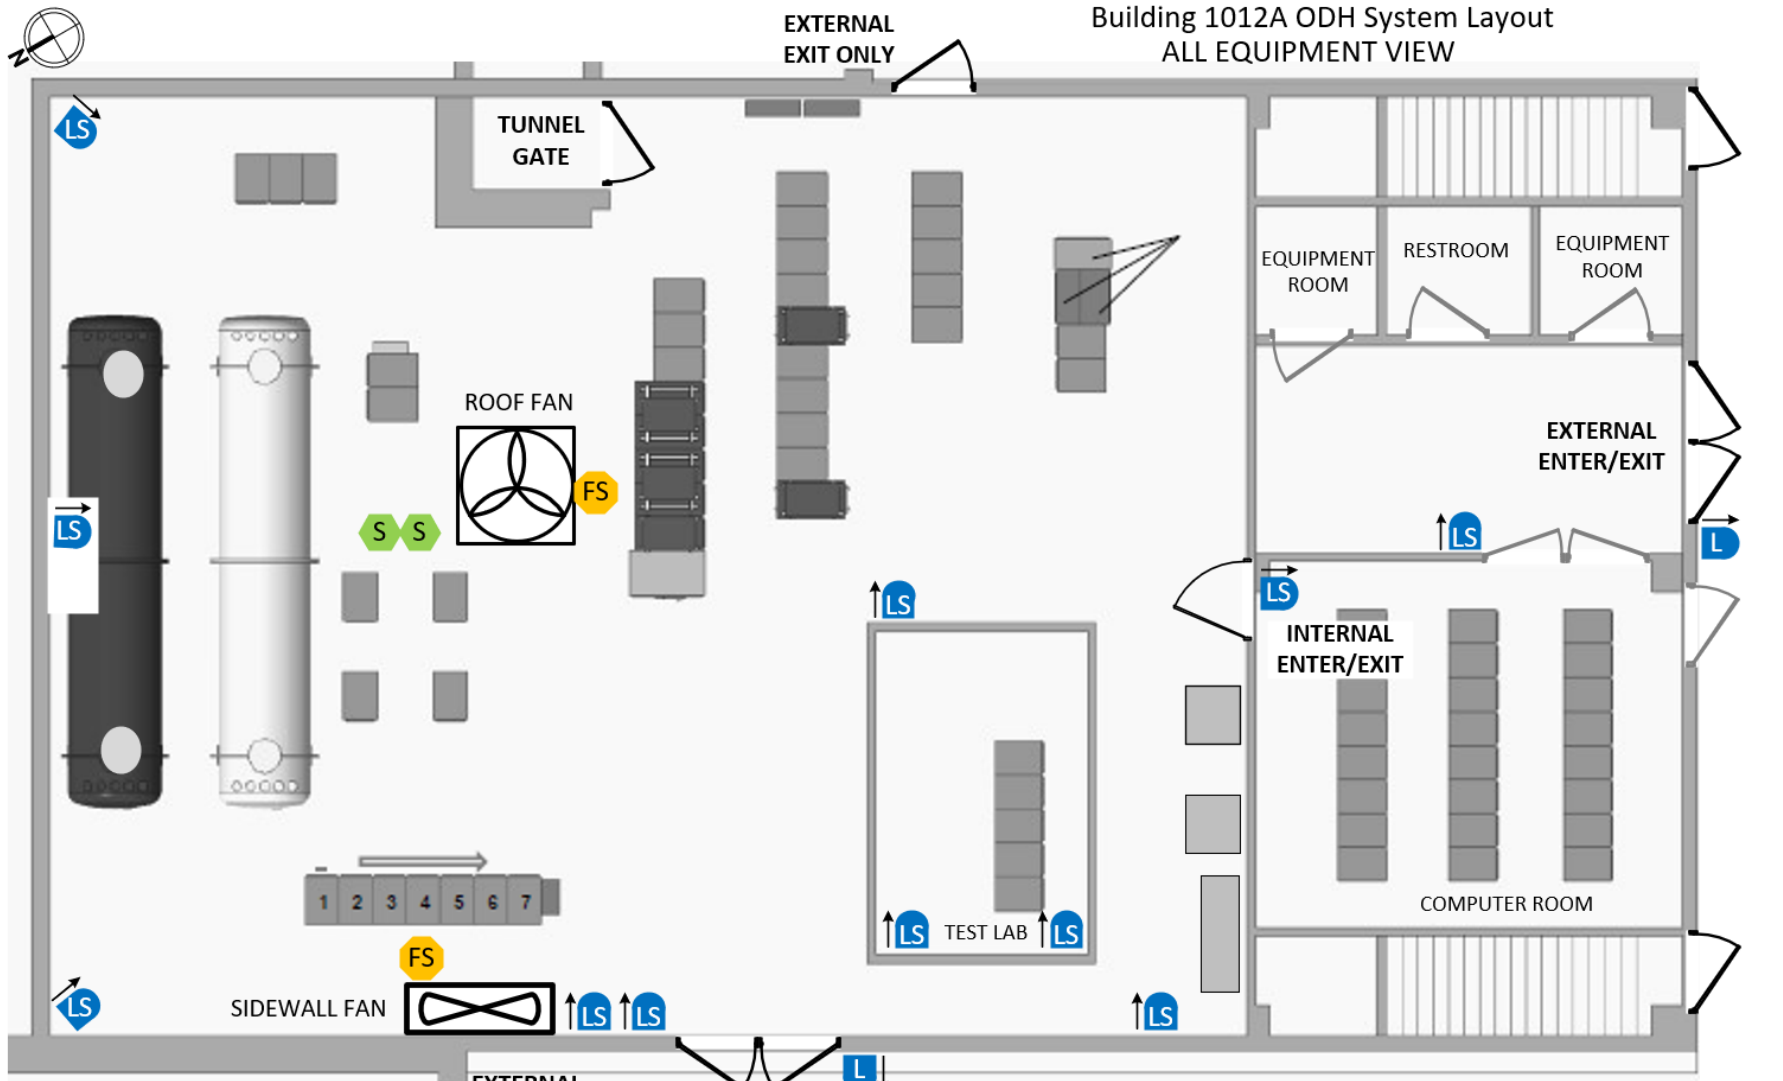 Building 1012A ODH System Layout
ALL EQUIPMENT VIEW
N
EXTERNAL
EXIT ONLY
LS
TUNNEL
GATE
EQUIPMENT
ROOM
RESTROOM
EQUIPMENT
ROOM
ROOF FAN
FS
EXTERNAL
ENTER/EXIT
LS
S
S
LS
L
LS
LS
INTERNAL
ENTER/EXIT
1 2 3 4 5 6 7
COMPUTER ROOM
LS
TEST LAB
LS
FS
LS
SIDEWALL FAN
LS
LS
LS
L
EXTERNAL